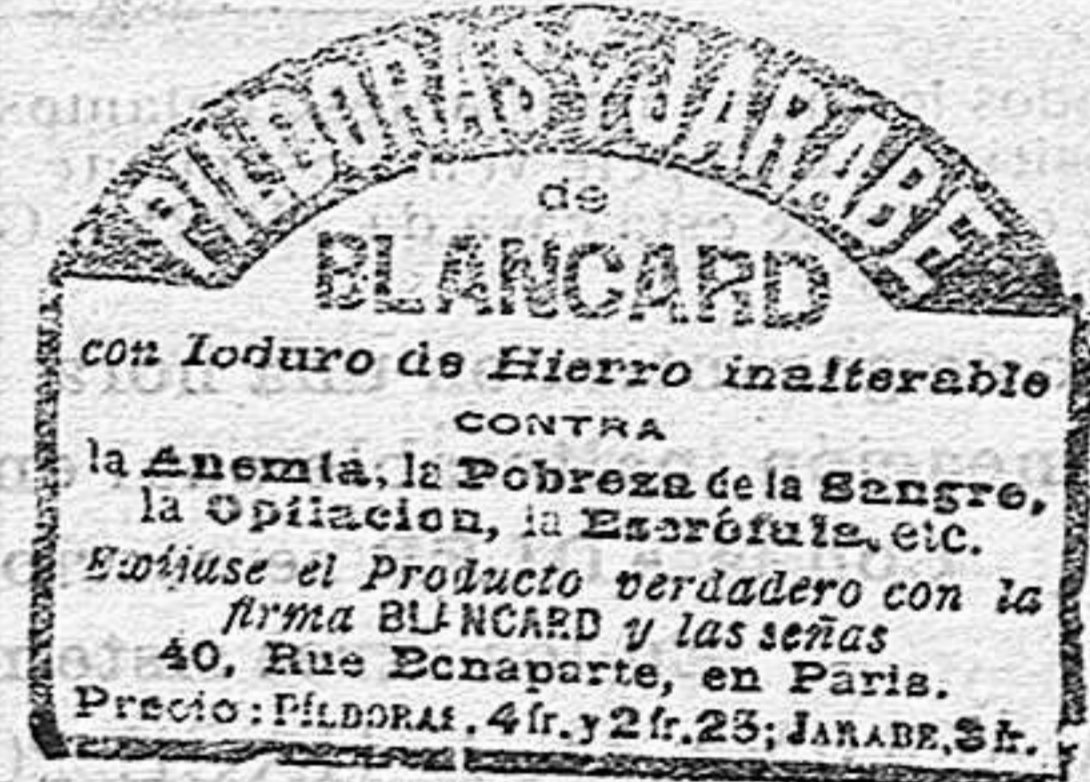 PILDORAS Y JARABE
de
BLANCARD
con Ioduro de Hierro inalterable
CONTRA
la Anemia, la Pobreza de la Sangre,
la Opilacion, la Escrófula, etc.
Exíjase el Producto verdadero con la
firma BLANCARD y las señas
40, Rue Bonaparte, en Paris.
Precio: PÍLDORAS, 4 fr. y 2 fr. 25; JARABE, 3 fr.